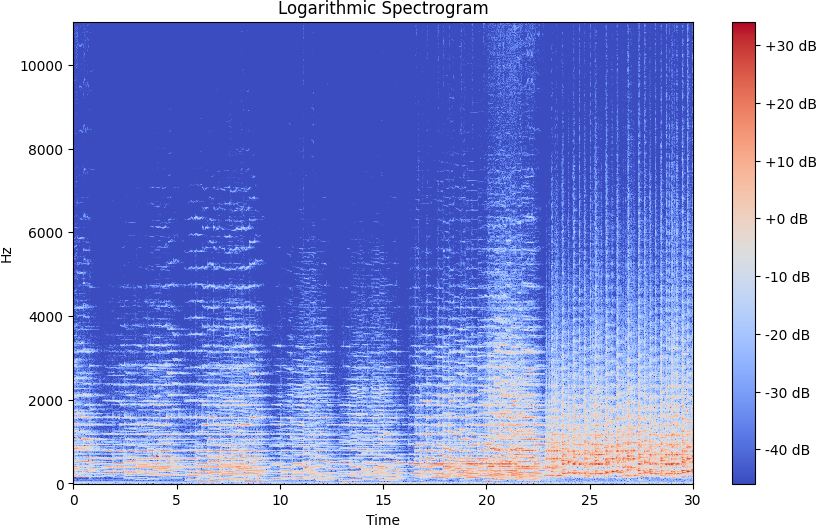 Logarithmic Spectrogram
10000
8000
6000
4000
2000
0
Hz
0 5 10 15 20 25 30
Time
+30 dB
+20 dB
+10 dB
+0 dB
-10 dB
-20 dB
-30 dB
-40 dB